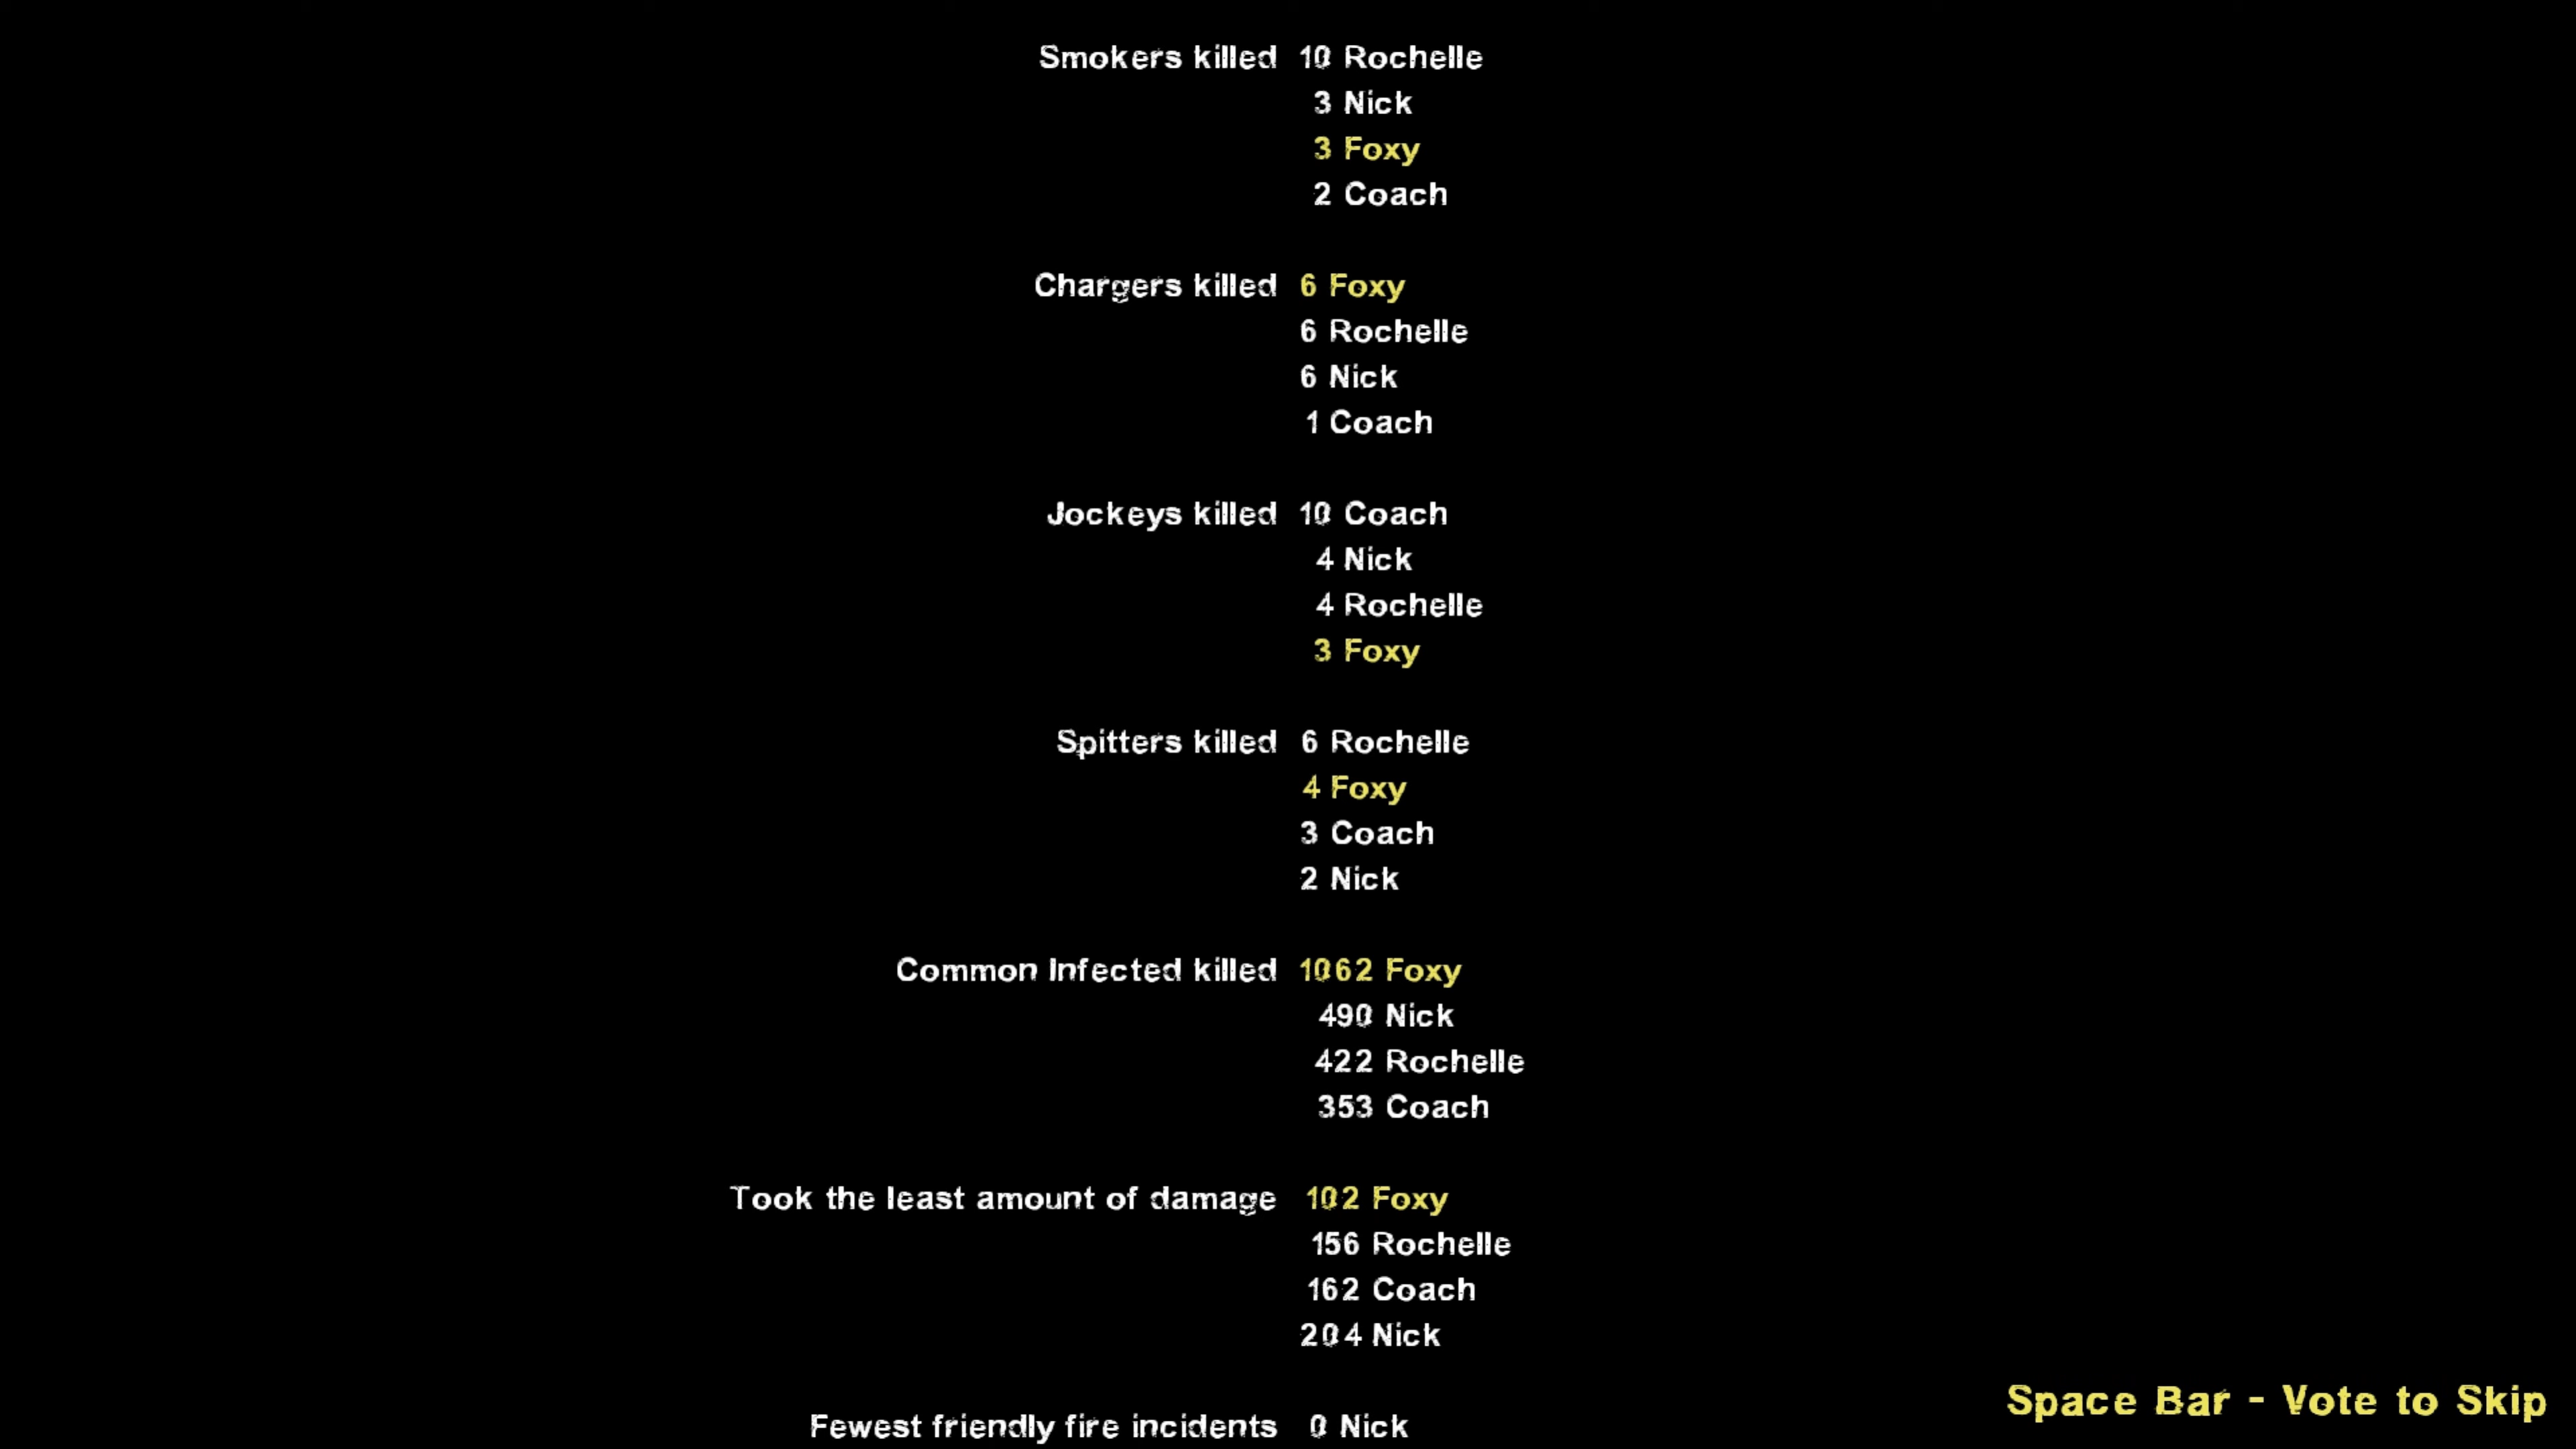 Smokers killed 10 Rochelle
3 Nick
3 Foxy
2 Coach
Chargers killed 6 Foxy
6 Rochelle
6 Nick
1 Coach
Jockeys killed 10 Coach
4 Nick
4 Rochelle
3 Foxy
Spitters killed 6 Rochelle
4 Foxy
3 Coach
2 Nick
Common Infected killed 1062 Foxy
490 Nick
422 Rochelle
353 Coach
Took the least amount of damage 102 Foxy
156 Rochelle
162 Coach
204 Nick
Fewest friendly fire incidents 0 Nick
Space Bar - Vote to Skip